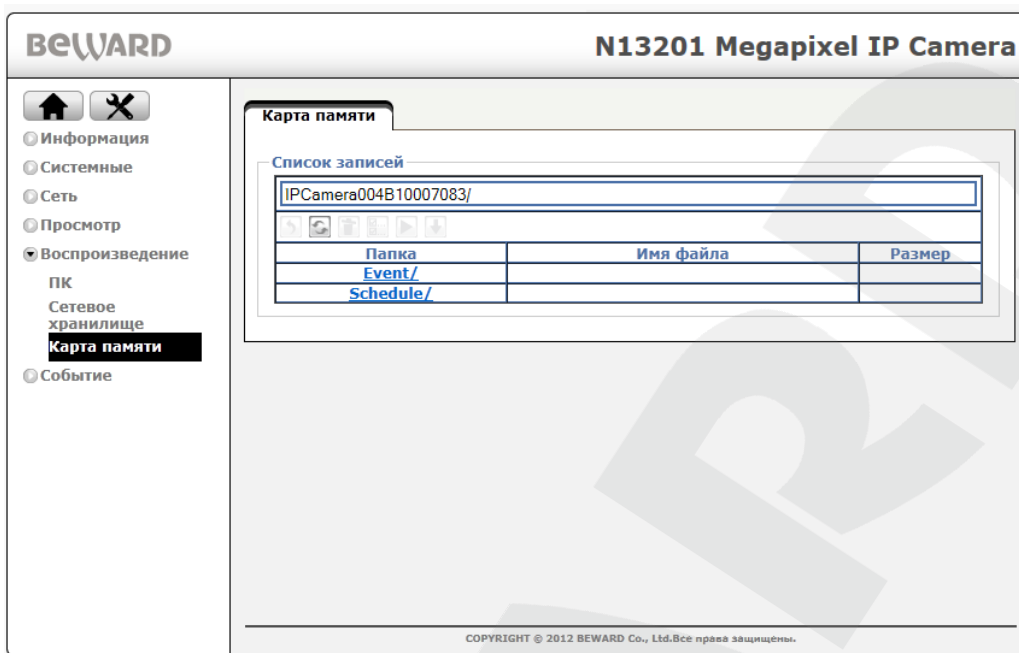 BEWARD
N13201 Megapixel IP Camera
Информация
Системные
Сеть
Просмотр
Воспроизведение
ПК
Сетевое
хранилище
Карта памяти
Событие
Карта памяти
Список записей
IPCamera004B10007083/
Папка Имя файла Размер
Event/
Schedule/
COPYRIGHT © 2012 BEWARD Co., Ltd.Все права защищены.